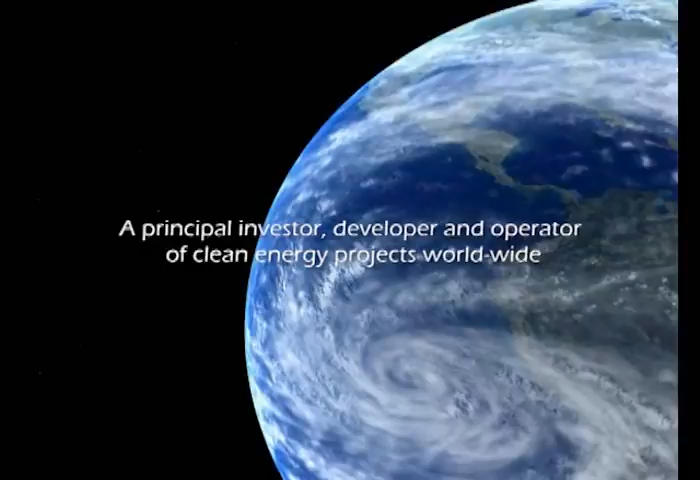 A principal investor, developer and operator
of clean energy projects world-wide